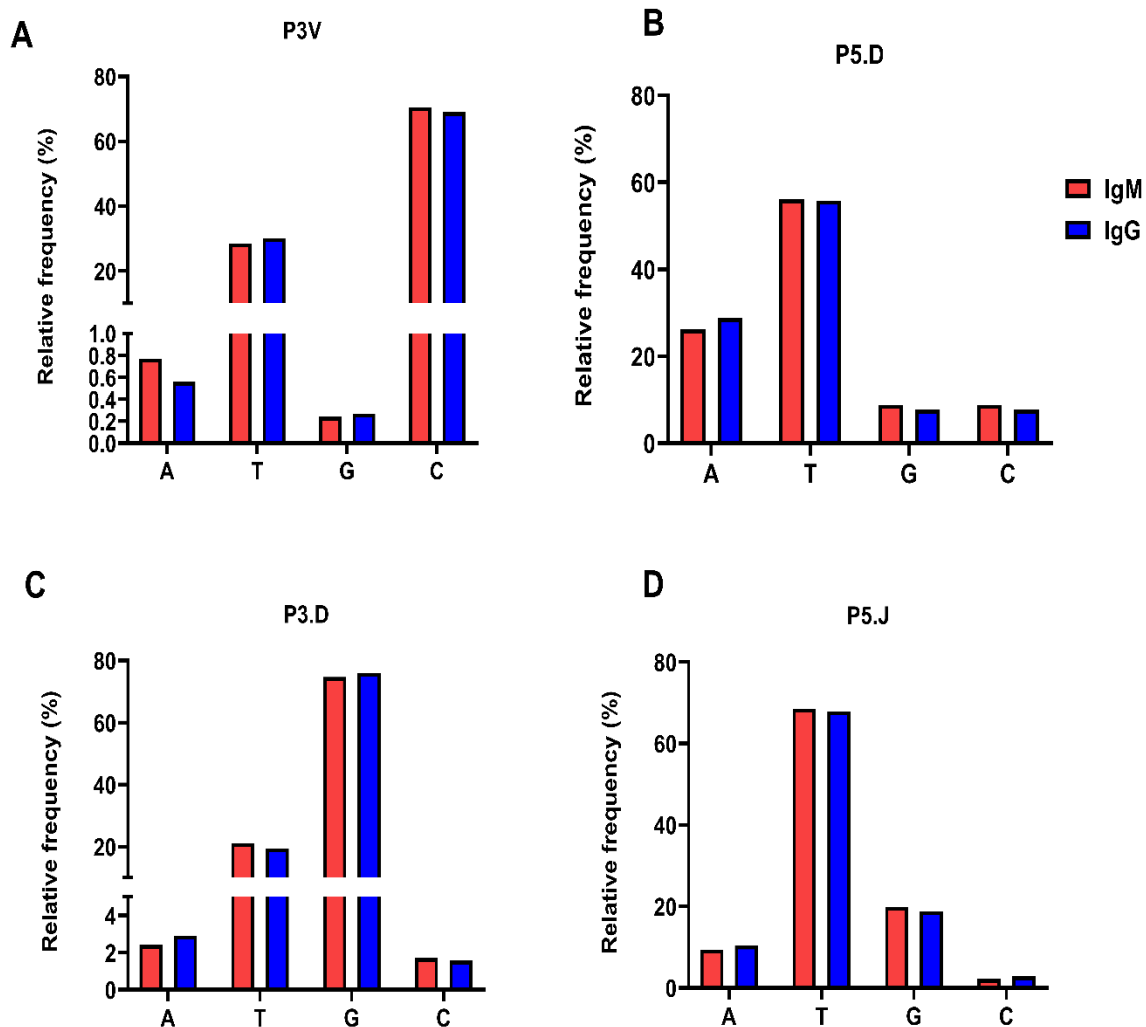 A
P3V
Relative frequency (%)
80
60
40
20
1.0
0.8
0.6
0.4
0.2
0.0
A T G C
B
P5.D
Relative frequency (%)
80
60
40
20
0
A T G C
IgM
IgG
C
P3.D
Relative frequency (%)
80
60
40
20
4
2
0
A T G C
D
P5.J
Relative frequency (%)
80
60
40
20
0
A T G C